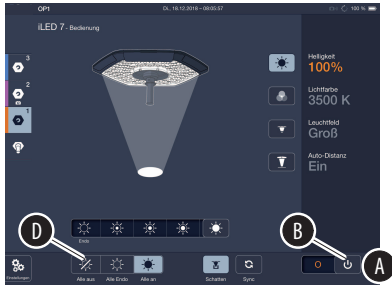 OP1
DI., 18.12.2019 – 08:05:57
100 %
iLED 7 - Bedienung
3
2
1
Helligkeit
100%
Lichtfarbe
3500 K
Leuchtfeld
Groß
Auto-Distanz
Ein
Endo
D
B
A
Einstellungen
Alle aus
Alle Endo
Alle an
Schatten
Sync
O